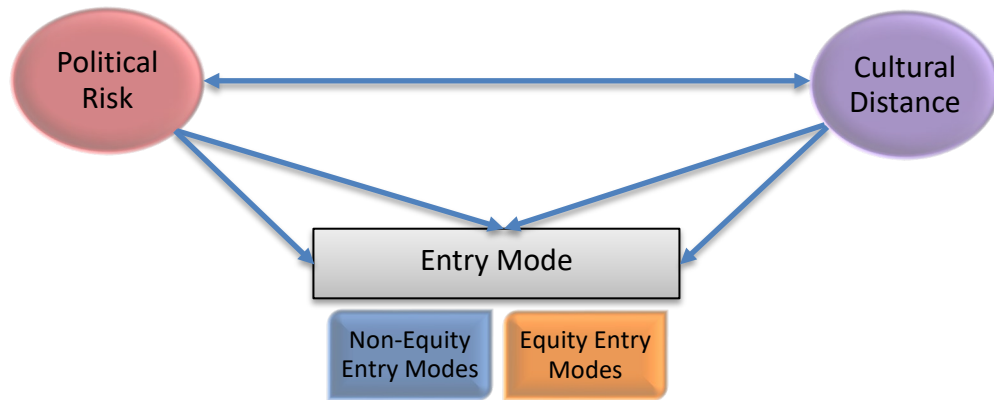 Political
Risk
Cultural
Distance
Entry Mode
Non-Equity
Entry Modes
Equity Entry
Modes